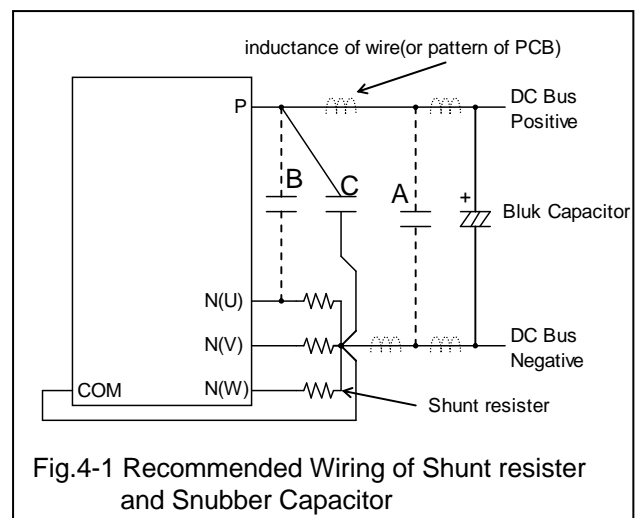 inductance of wire(or pattern of PCB)
P
DC Bus
Positive
B
C
A
+
Bluk Capacitor
N(U)
N(V)
DC Bus
Negative
COM
N(W)
Shunt resister
Fig.4-1 Recommended Wiring of Shunt resister
and Snubber Capacitor